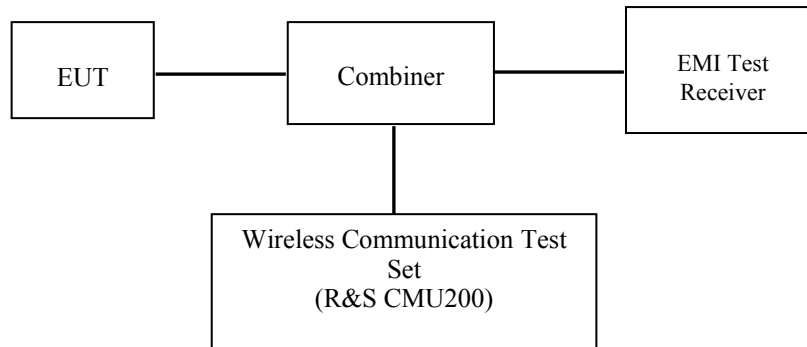 EUT
Combiner
EMI Test
Receiver
Wireless Communication Test
Set
(R&S CMU200)